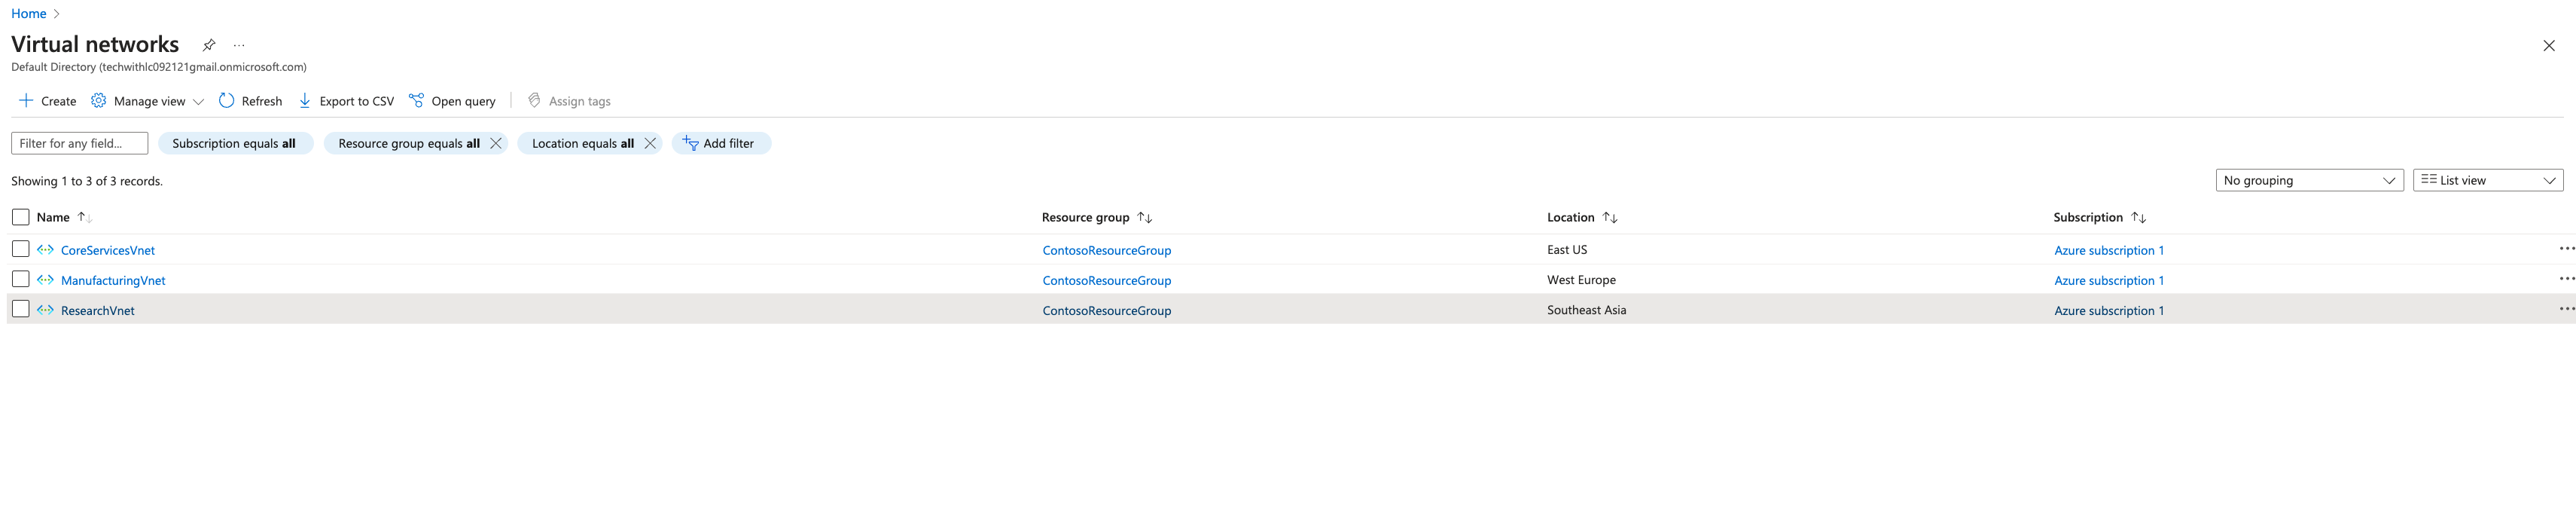 Home
Virtual networks
Default Directory (techwithlc092121gmail.onmicrosoft.com)
Create Manage view Refresh Export to CSV Open query Assign tags
Filter for any field... Subscription equals all Resource group equals all Location equals all Add filter
Showing 1 to 3 of 3 records. No grouping List view
Name Resource group Location Subscription
CoreServicesVnet ContosoResourceGroup East US Azure subscription 1
ManufacturingVnet ContosoResourceGroup West Europe Azure subscription 1
ResearchVnet ContosoResourceGroup Southeast Asia Azure subscription 1